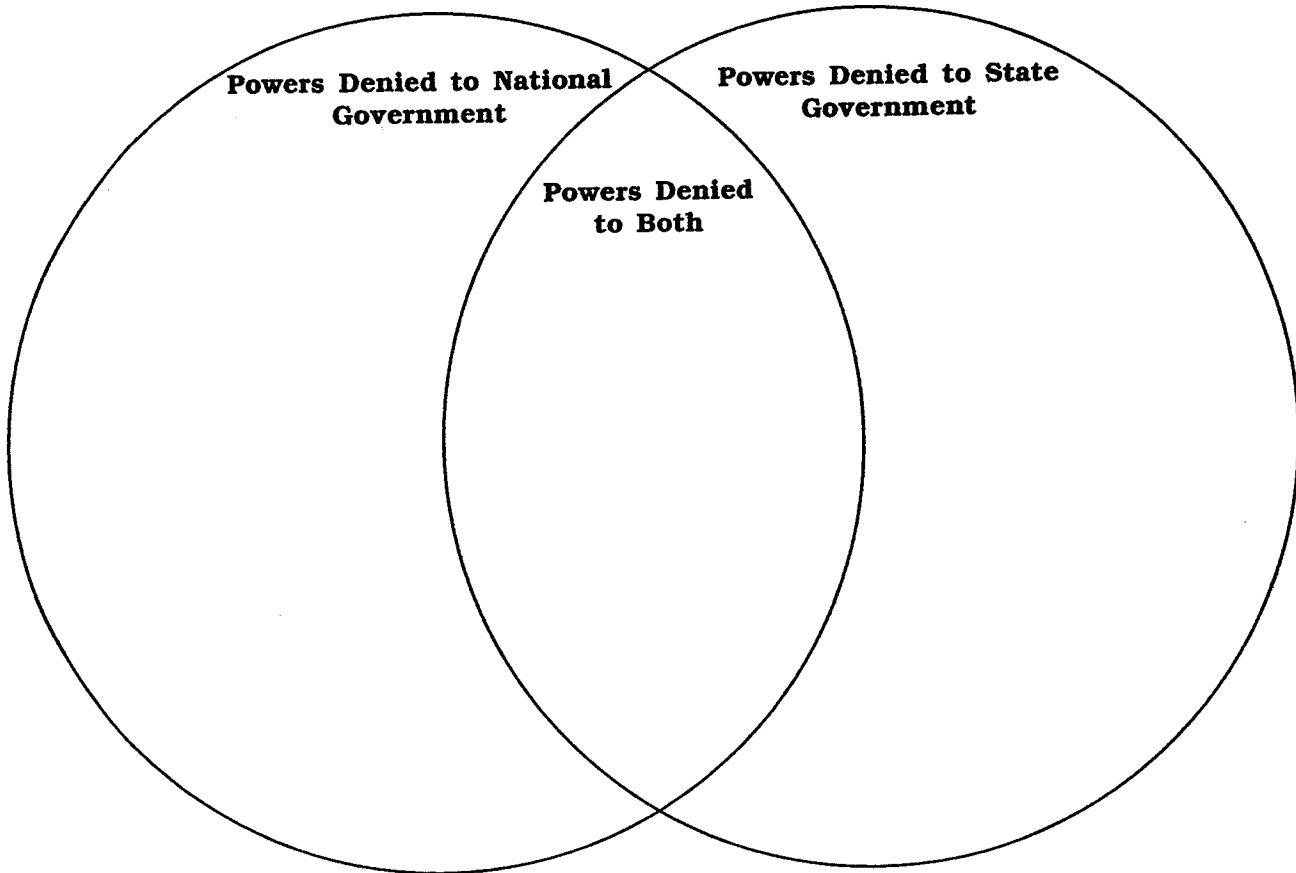 Powers Denied to National
Government
Powers Denied to State
Government
Powers Denied
to Both